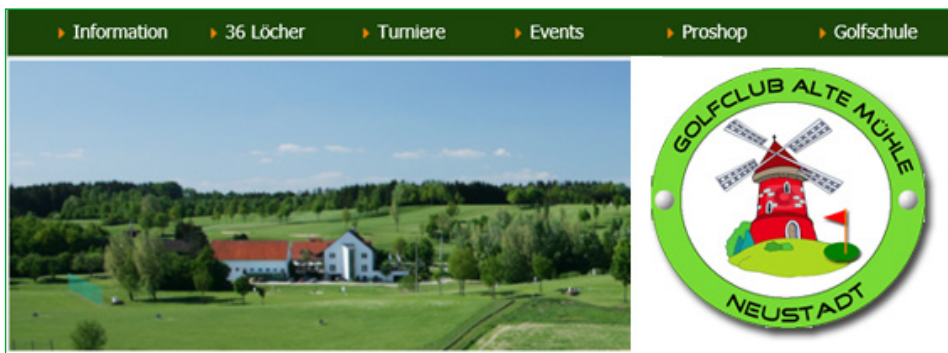 Information
36 Löcher
Turniere
Events
Proshop
Golfschule
GOLFCLUB ALTE MÜHLE
NEUSTADT